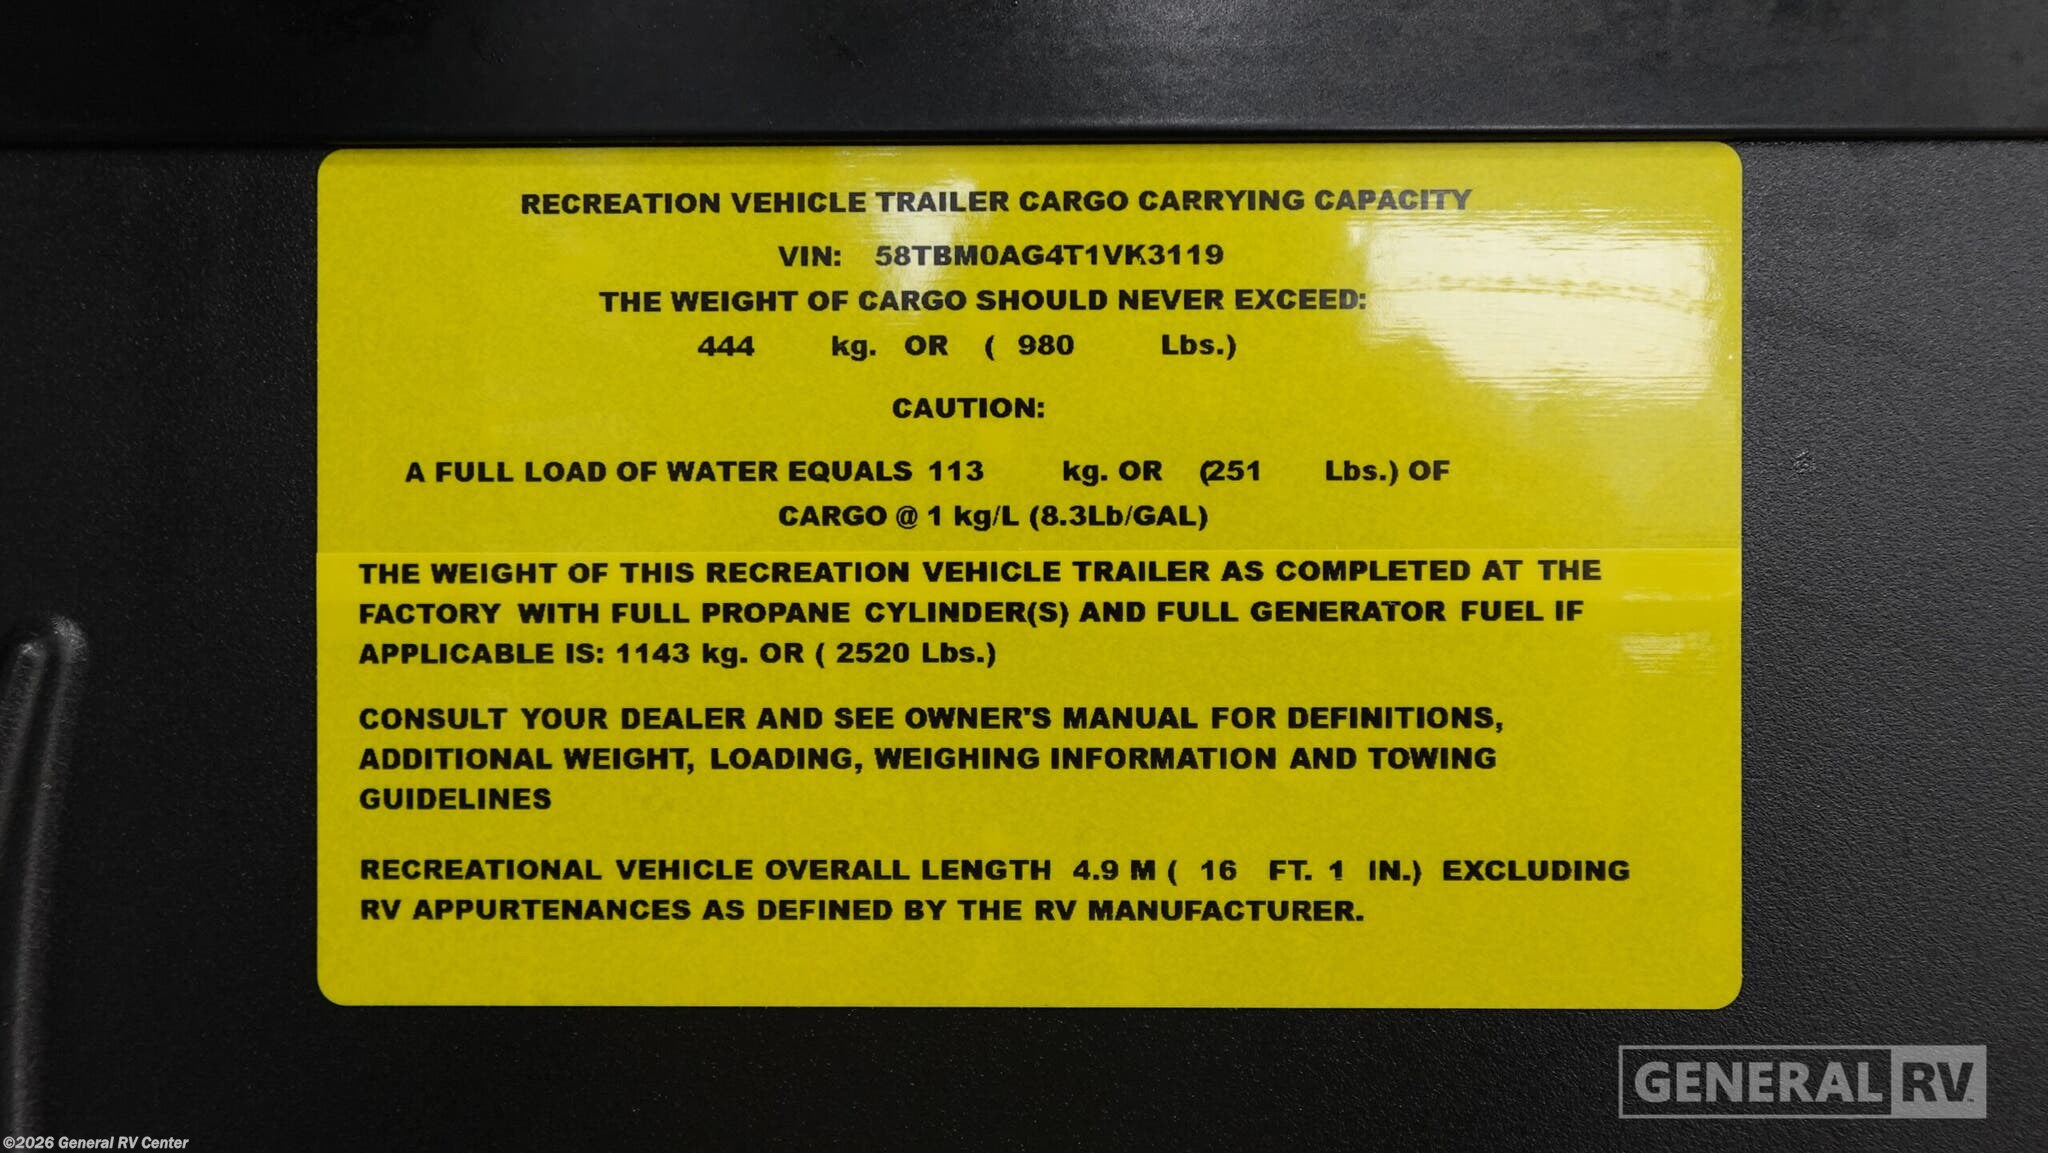 RECREATION VEHICLE TRAILER CARGO CARRYING CAPACITY
VIN: 58TBM0AG4T1VK3119
THE WEIGHT OF CARGO SHOULD NEVER EXCEED:
444 kg. OR ( 980 Lbs.)
CAUTION:
A FULL LOAD OF WATER EQUALS 113 kg. OR (251 Lbs.) OF
CARGO @ 1 kg/L (8.3Lb/GAL)
THE WEIGHT OF THIS RECREATION VEHICLE TRAILER AS COMPLETED AT THE
FACTORY WITH FULL PROPANE CYLINDER(S) AND FULL GENERATOR FUEL IF
APPLICABLE IS: 1143 kg. OR ( 2520 Lbs.)
CONSULT YOUR DEALER AND SEE OWNER'S MANUAL FOR DEFINITIONS,
ADDITIONAL WEIGHT, LOADING, WEIGHING INFORMATION AND TOWING
GUIDELINES
RECREATIONAL VEHICLE OVERALL LENGTH 4.9 M ( 16 FT. 1 IN.) EXCLUDING
RV APPURTENANCES AS DEFINED BY THE RV MANUFACTURER.
GENERAL RV
©2026 General RV Center